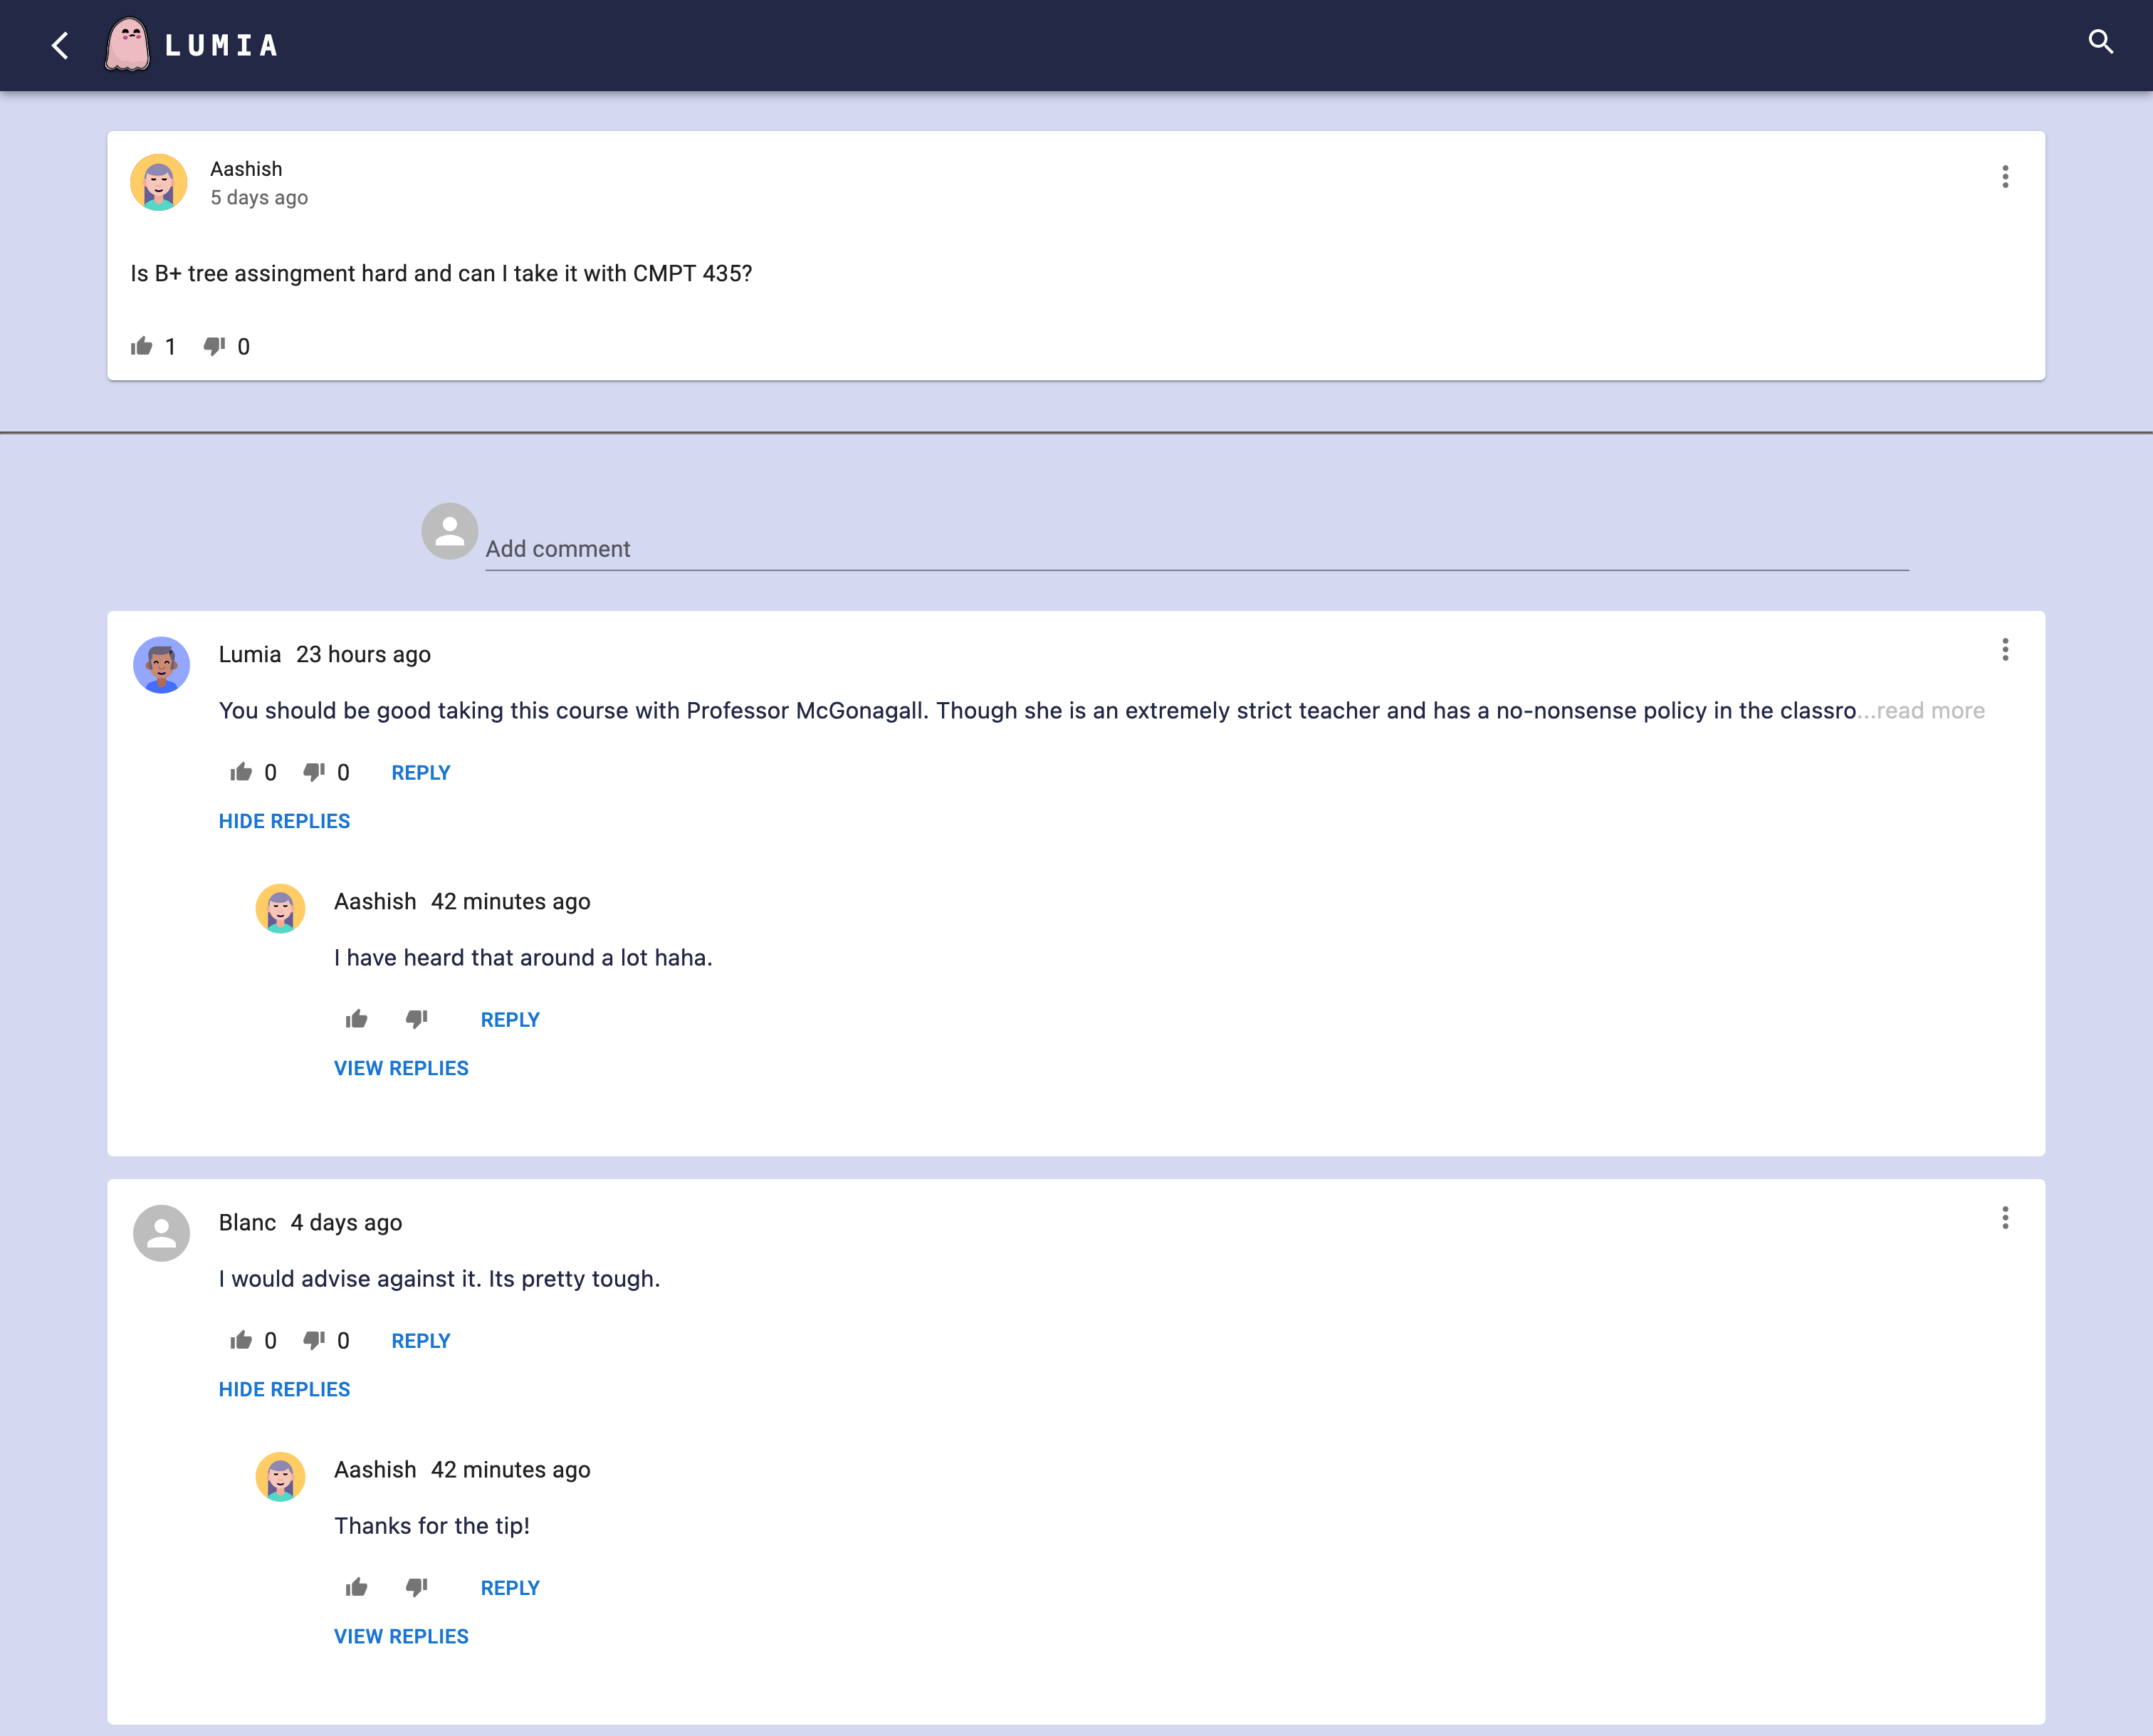 LUMIA
Aashish
5 days ago
Is B+ tree assingment hard and can I take it with CMPT 435?
1 0
Add comment
Lumia 23 hours ago
You should be good taking this course with Professor McGonagall. Though she is an extremely strict teacher and has a no-nonsense policy in the classro...read more
0 0 REPLY
HIDE REPLIES
Aashish 42 minutes ago
I have heard that around a lot haha.
REPLY
VIEW REPLIES
Blanc 4 days ago
I would advise against it. Its pretty tough.
0 0 REPLY
HIDE REPLIES
Aashish 42 minutes ago
Thanks for the tip!
REPLY
VIEW REPLIES